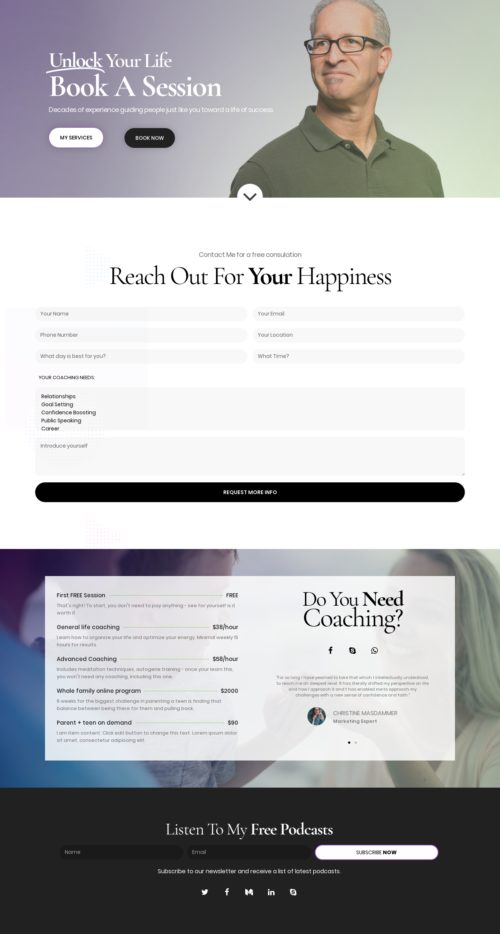 Unlock Your Life
Book A Session
Decades of experience guiding people just like you toward a life of success.
MY SERVICES
BOOK NOW
Contact Me for a free consulation
Reach Out For Your Happiness
Your Name
Your Email
Phone Number
Your Location
What day is best for you?
What Time?
YOUR COACHING NEEDS:
Relationships
Goal Setting
Confidence Boosting
Public Speaking
Career
Introduce yourself
REQUEST MORE INFO
First FREE Session FREE
That's right! To start, you don't need to pay anything - see for yourself is it
worth it.
General life coaching $38/hour
Learn how to organize your life and optimize your energy. Minimal weekly 15
hours for results.
Advanced Coaching $58/hour
Includes meditation techniques, autogene training - once your learn this,
you won't need any coaching, including this one.
Whole family online program $2000
6 weeks for the biggest challenge in parenting a teen is finding that
balance between being there for them and pulling back.
Parent + teen on demand $90
I am item content. Click edit button to change this text. Lorem ipsum dolor
sit amet, consectetur adipiscing elit.
Do You Need
Coaching?
"For so long I have yearned to take that which I intellectually understood,
to reach me on deepest level. It has literally shifted my perspective on life
and how I approach it and it has enabled me to approach my
challenges with a new sense of confidence and truth."
CHRISTINE MASDAMMER
Marketing Expert
Listen To My Free Podcasts
Name
Email
SUBSCRIBE NOW
Subscribe to our newsletter and receive a list of latest podcasts.